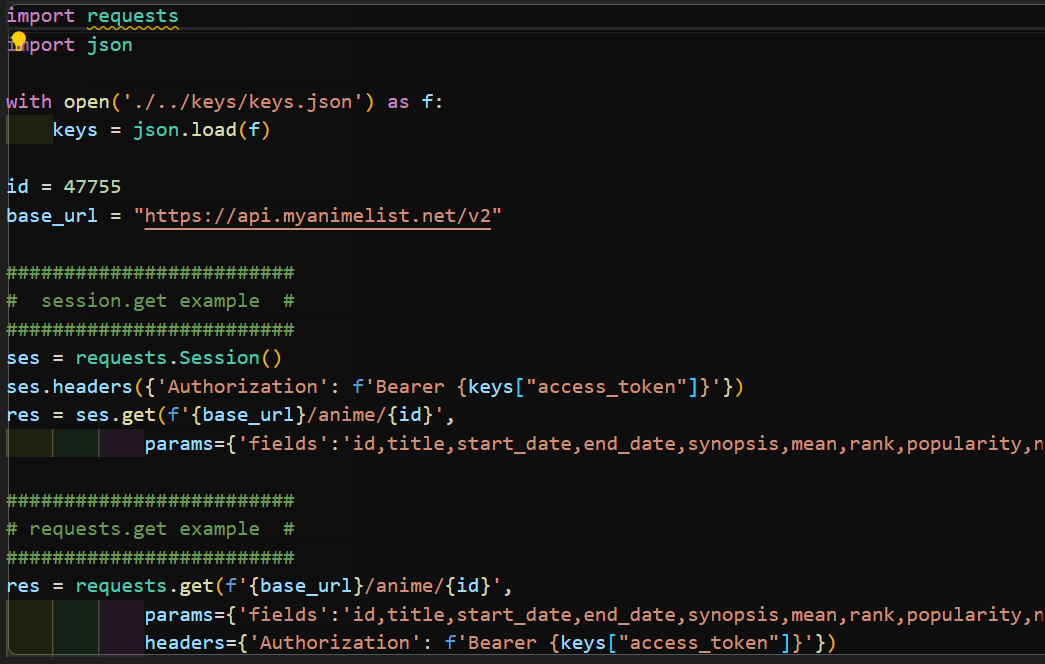 import requests
import json
with open('./../keys/keys.json') as f:
keys = json.load(f)
id = 47755
base_url = "https://api.myanimelist.net/v2"
#########################
#  session.get example  #
#########################
ses = requests.Session()
ses.headers({'Authorization': f'Bearer {keys["access_token"]}'})
res = ses.get(f'{base_url}/anime/{id}',
params={'fields':'id,title,start_date,end_date,synopsis,mean,rank,popularity,n
#########################
# requests.get example  #
#########################
res = requests.get(f'{base_url}/anime/{id}',
params={'fields':'id,title,start_date,end_date,synopsis,mean,rank,popularity,n
headers={'Authorization': f'Bearer {keys["access_token"]}'})